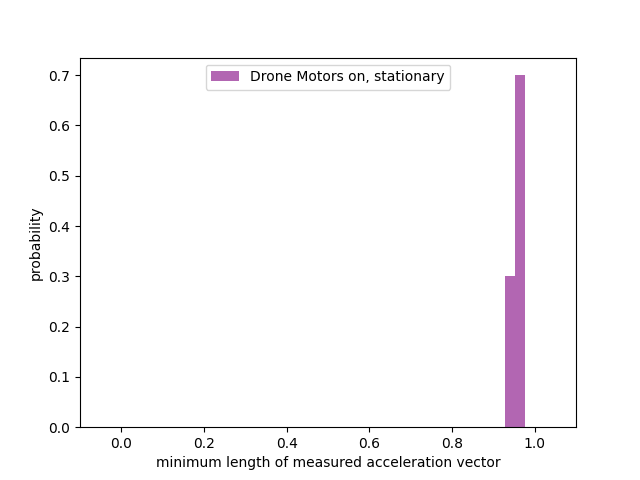 Drone Motors on, stationary
0.7
0.6
0.5
0.4
0.3
0.2
0.1
0.0
probability
0.0 0.2 0.4 0.6 0.8 1.0
minimum length of measured acceleration vector